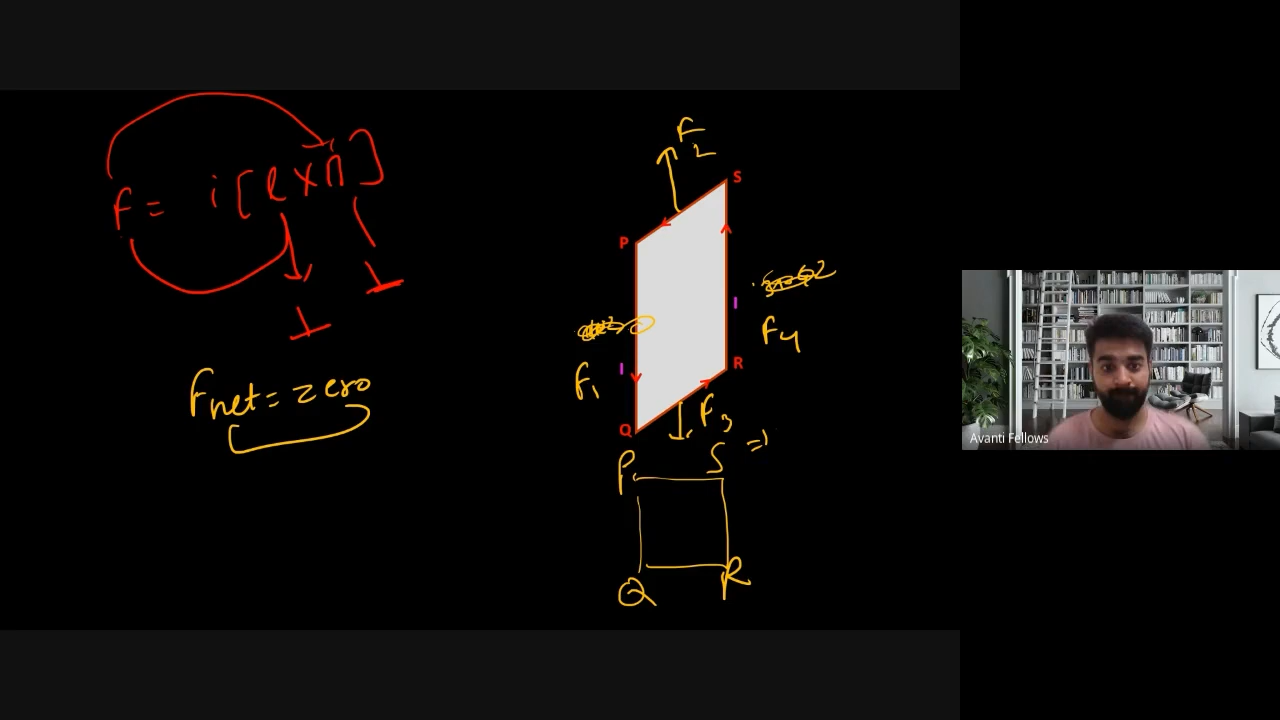 F = i [ l × B ]
Fnet = zero
F2
S
P
I
F4
I
F1
R
F3
Q
P S =)
Q R
Avanti Fellows